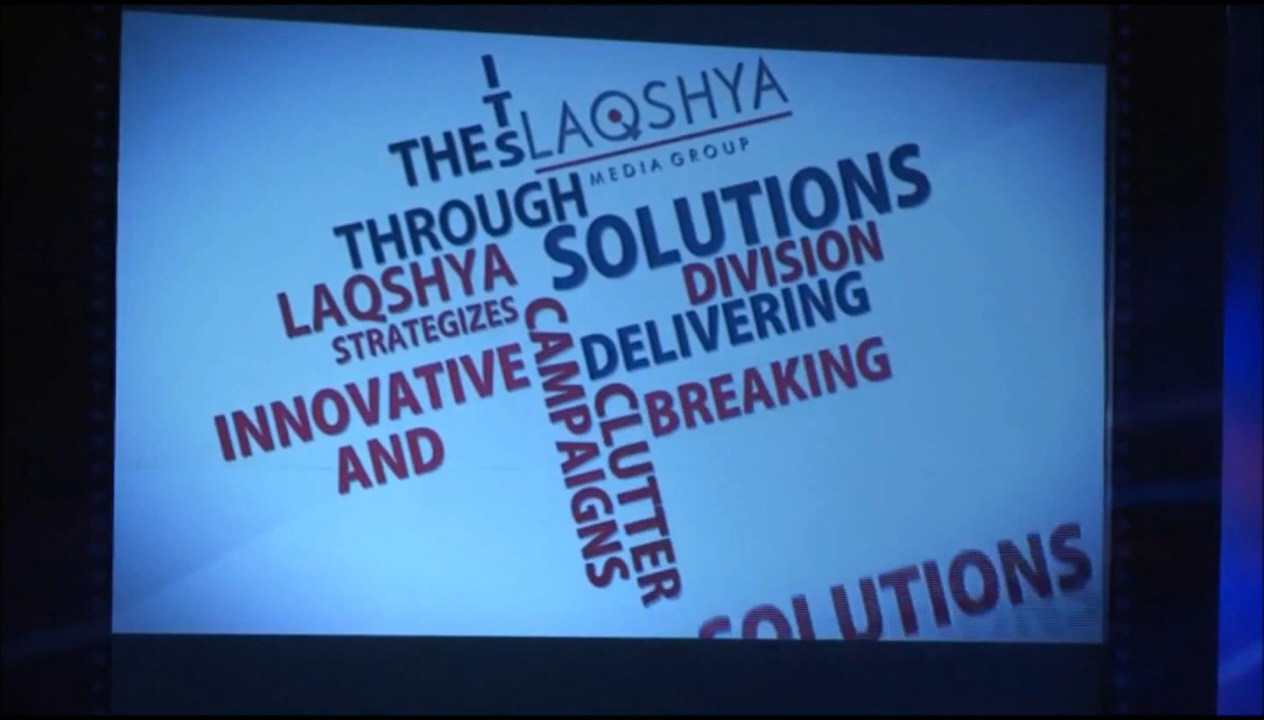 ITS
THE
LAQSHYA
MEDIA GROUP
THROUGH
SOLUTIONS
LAQSHYA
DIVISION
STRATEGIZES
DELIVERING
INNOVATIVE
CAMPAIGNS
CLUTTER
BREAKING
AND
SOLUTIONS